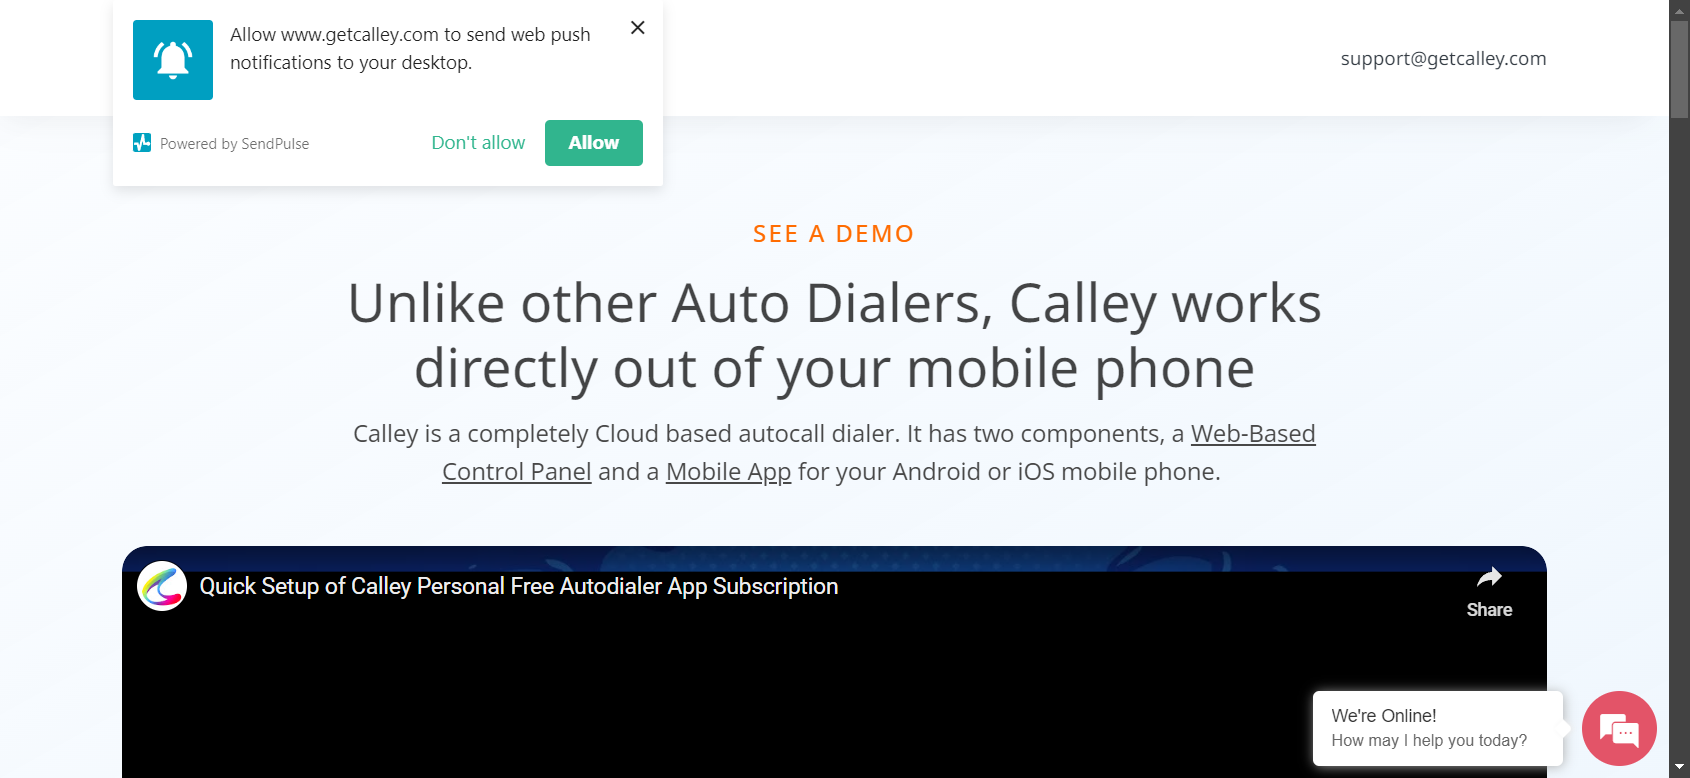 Allow www.getcalley.com to send web push
notifications to your desktop.
Powered by SendPulse
Don't allow
Allow
support@getcalley.com
SEE A DEMO
Unlike other Auto Dialers, Calley works
directly out of your mobile phone
Calley is a completely Cloud based autocall dialer. It has two components, a Web-Based
Control Panel and a Mobile App for your Android or iOS mobile phone.
Quick Setup of Calley Personal Free Autodialer App Subscription
Share
We're Online!
How may I help you today?